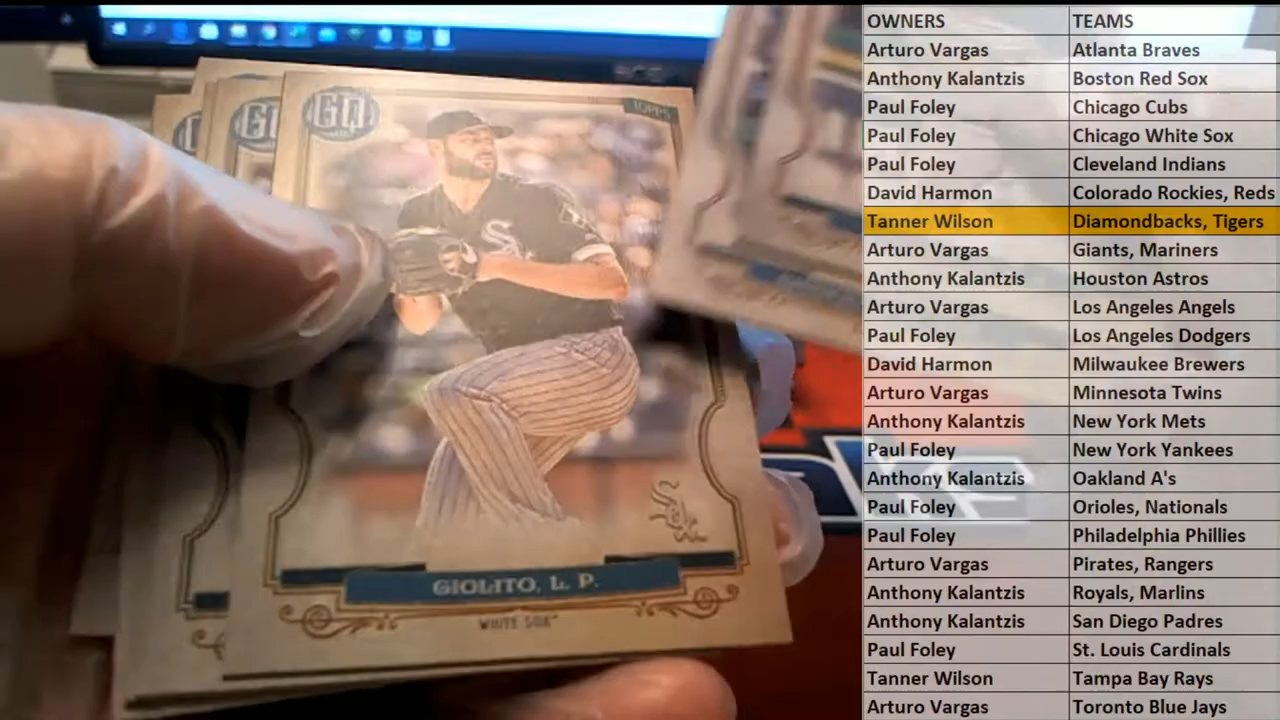 GQ
GQ
TOPPS
Sox
GIOLITO, L. P.
WHITE SOX
OWNERS TEAMS
Arturo Vargas Atlanta Braves
Anthony Kalantzis Boston Red Sox
Paul Foley Chicago Cubs
Paul Foley Chicago White Sox
Paul Foley Cleveland Indians
David Harmon Colorado Rockies, Reds
Tanner Wilson Diamondbacks, Tigers
Arturo Vargas Giants, Mariners
Anthony Kalantzis Houston Astros
Arturo Vargas Los Angeles Angels
Paul Foley Los Angeles Dodgers
David Harmon Milwaukee Brewers
Arturo Vargas Minnesota Twins
Anthony Kalantzis New York Mets
Paul Foley New York Yankees
Anthony Kalantzis Oakland A's
Paul Foley Orioles, Nationals
Paul Foley Philadelphia Phillies
Arturo Vargas Pirates, Rangers
Anthony Kalantzis Royals, Marlins
Anthony Kalantzis San Diego Padres
Paul Foley St. Louis Cardinals
Tanner Wilson Tampa Bay Rays
Arturo Vargas Toronto Blue Jays